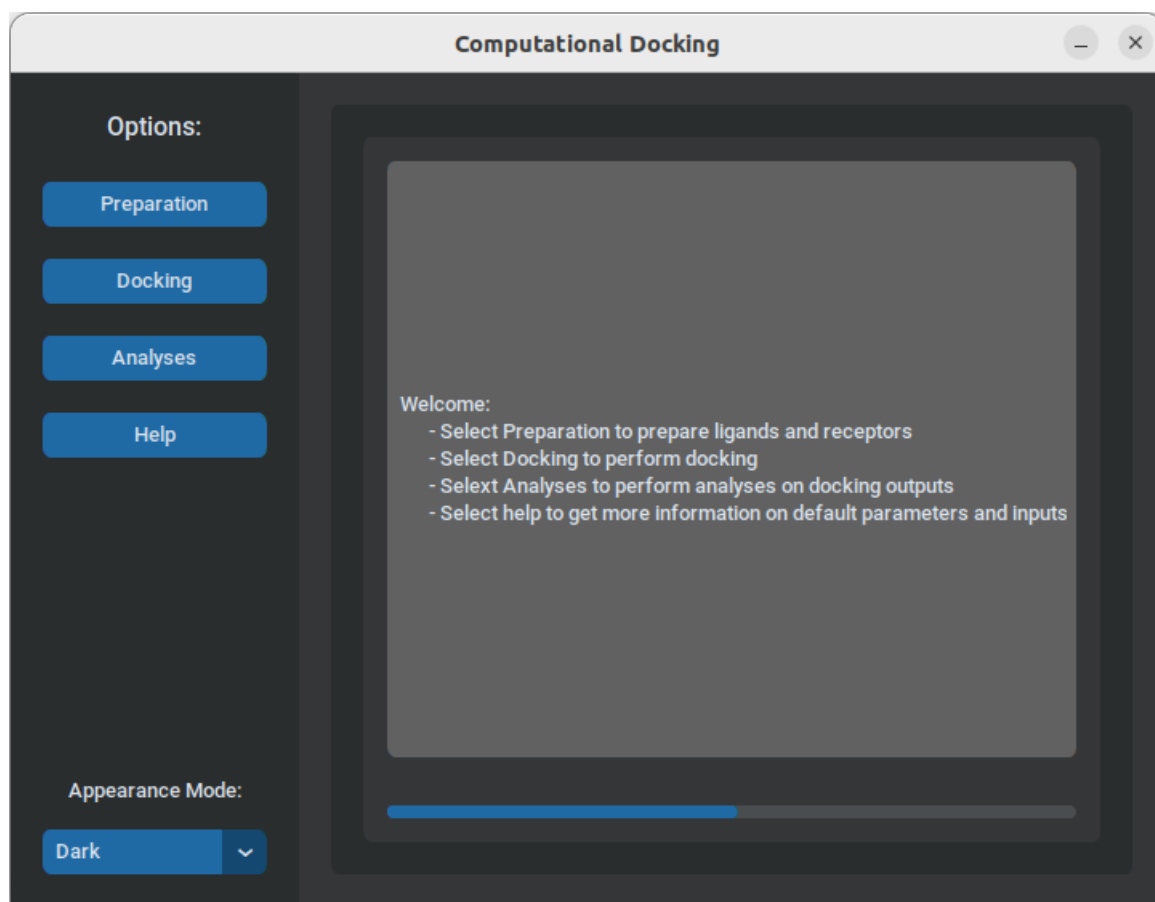 Computational Docking
Options:
Preparation
Docking
Analyses
Help
Welcome:
- Select Preparation to prepare ligands and receptors
- Select Docking to perform docking
- Selext Analyses to perform analyses on docking outputs
- Select help to get more information on default parameters and inputs
Appearance Mode:
Dark